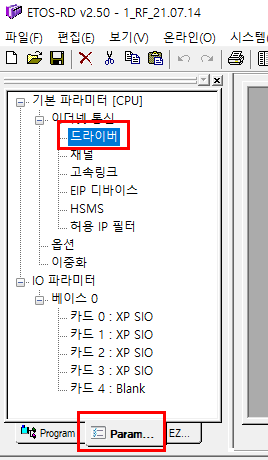 ETOS-RD v2.50 - 1_RF_21.07.14
파일(F) 편집(E) 보기(V) 온라인(O) 시스템(
기본 파라미터 [CPU]
이더넷 통신
드라이버
채널
고속링크
EIP 디바이스
HSMS
허용 IP 필터
옵션
이중화
IO 파라미터
베이스 0
카드 0 : XP SIO
카드 1 : XP SIO
카드 2 : XP SIO
카드 3 : XP SIO
카드 4 : Blank
Program Param... EZ...